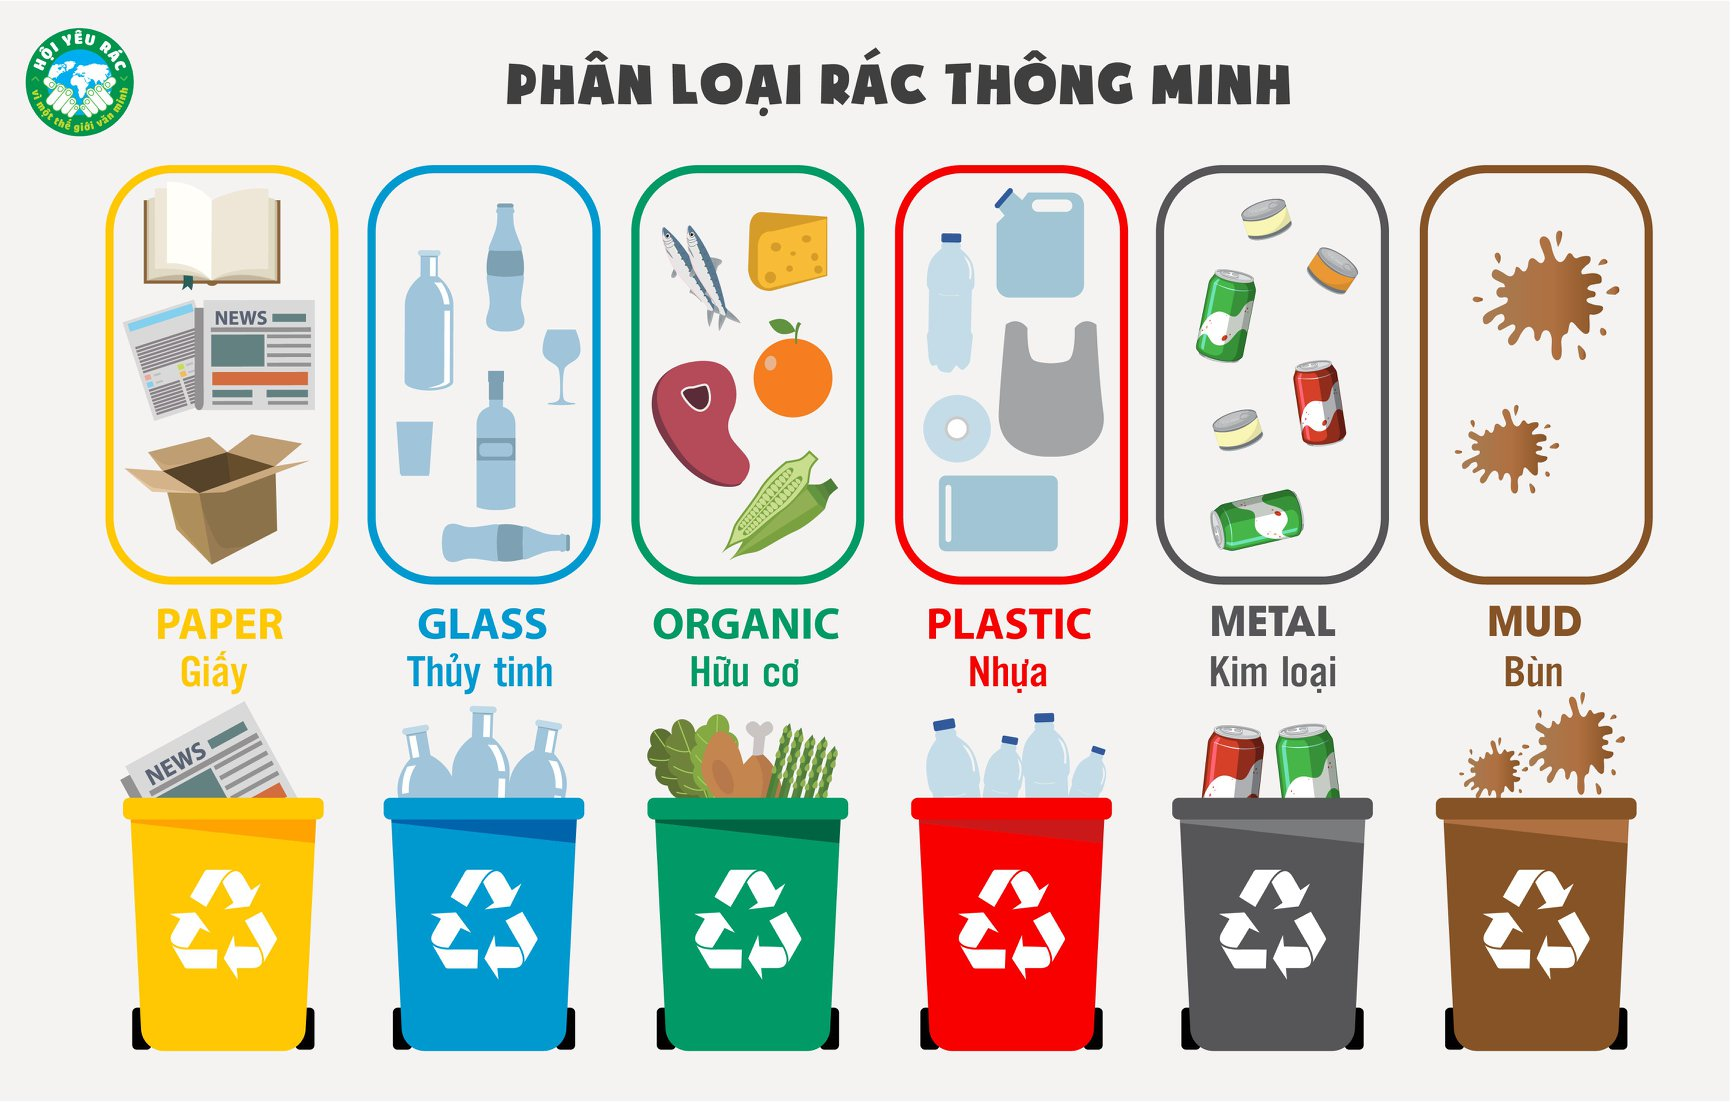 HỘI YÊU RÁC
vì một thế giới văn minh
PHÂN LOẠI RÁC THÔNG MINH
NEWS
PAPER
Giấy
GLASS
Thủy tinh
ORGANIC
Hữu cơ
PLASTIC
Nhựa
METAL
Kim loại
MUD
Bùn
NEWS